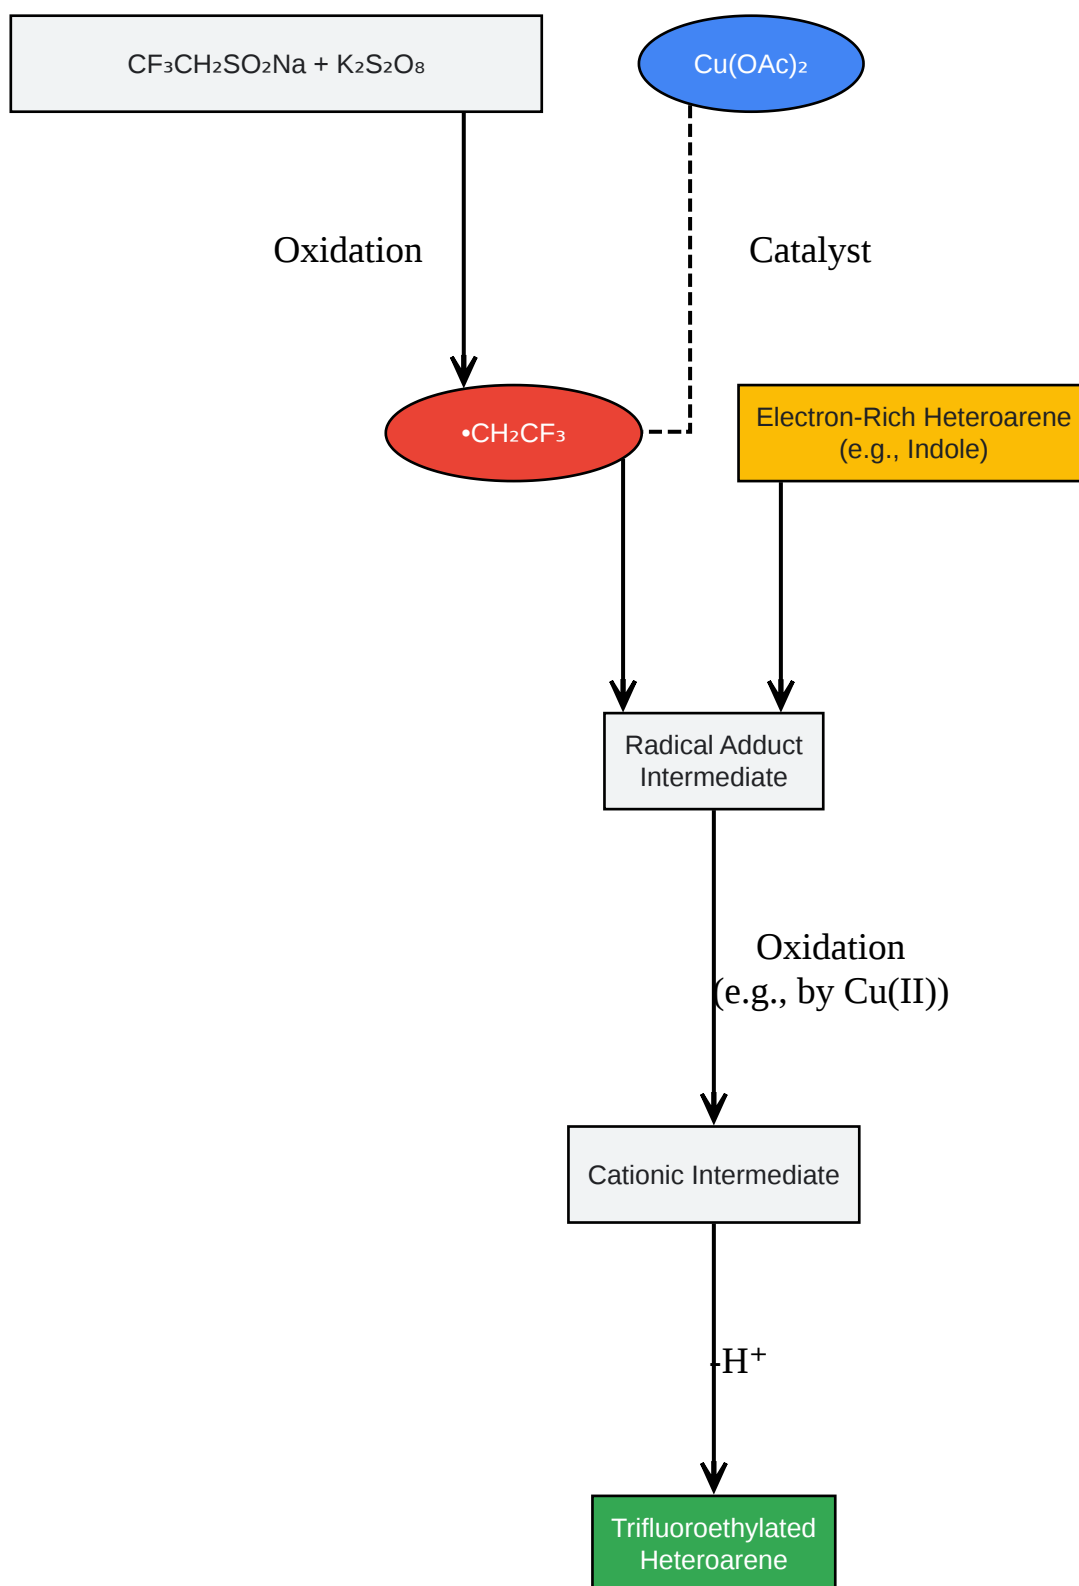 CF₃CH₂SO₂Na + K₂S₂O₈
Cu(OAc)₂
Oxidation
Catalyst
•CH₂CF₃
Electron-Rich Heteroarene
(e.g., Indole)
Radical Adduct
Intermediate
Oxidation
(e.g., by Cu(II))
Cationic Intermediate
-H⁺
Trifluoroethylated
Heteroarene